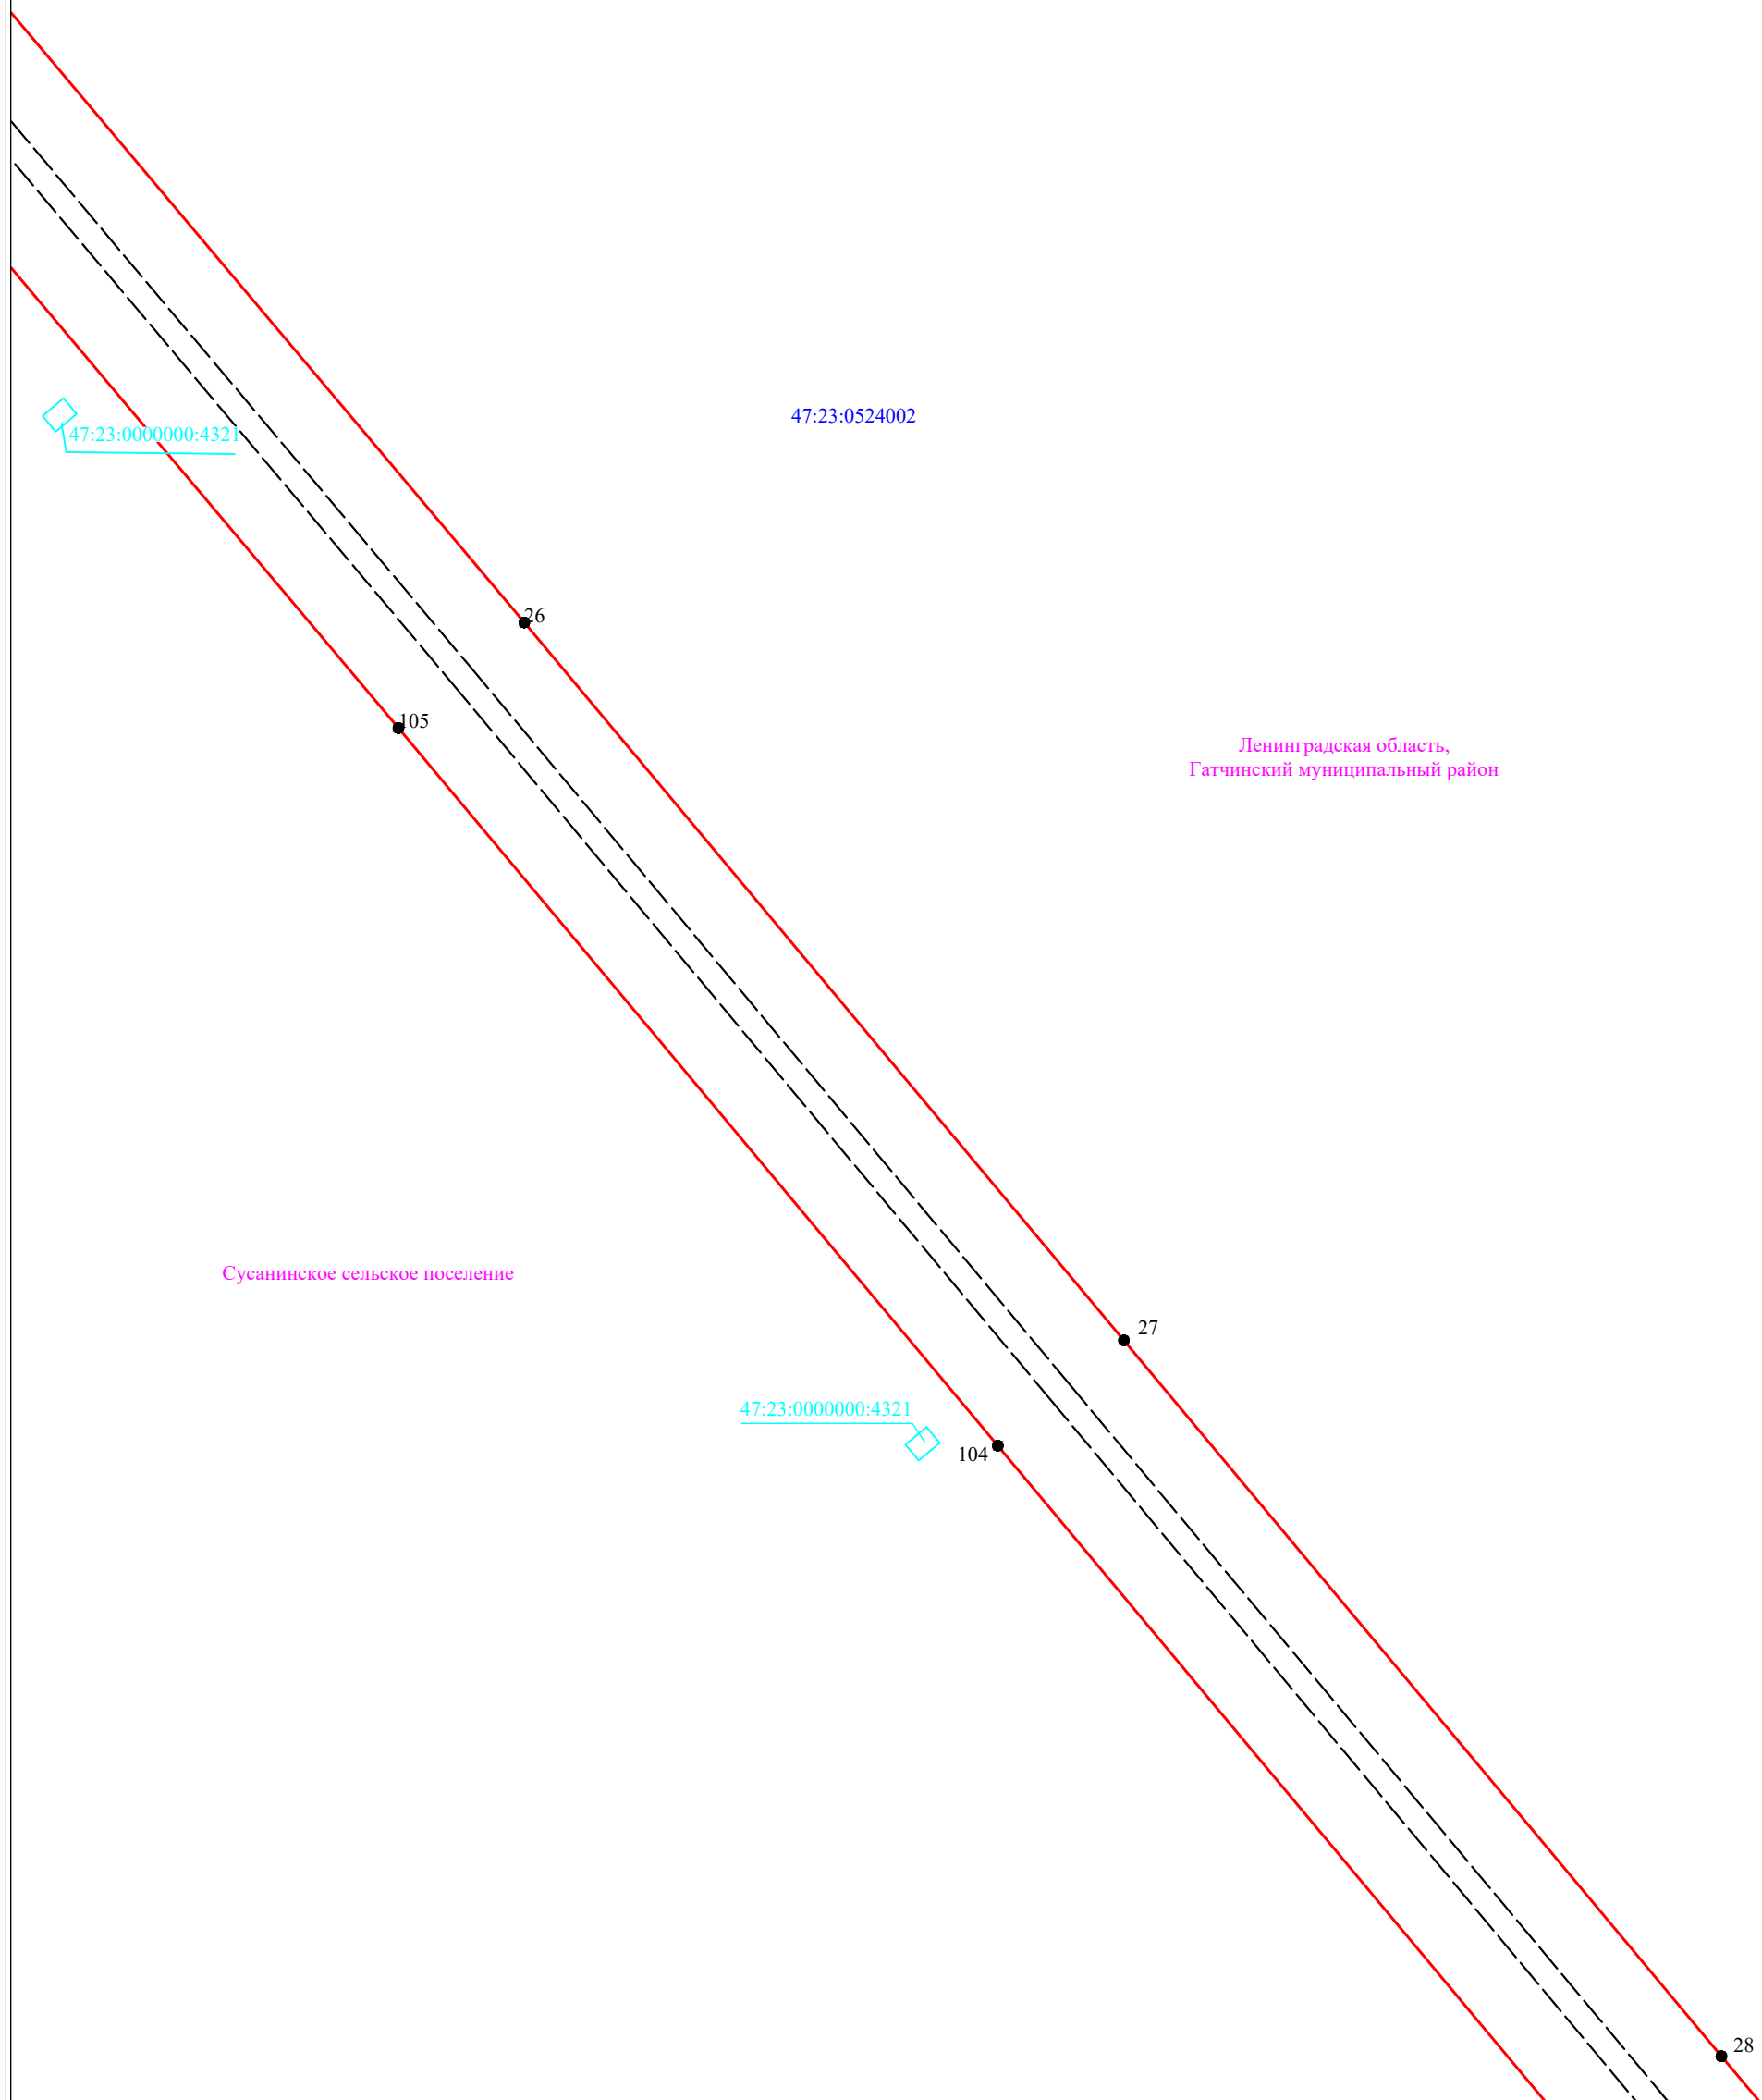 47:23:0524002
47:23:0000000:4321
26
105
Ленинградская область,
Гатчинский муниципальный район
Сусанинское сельское поселение
27
47:23:0000000:4321
104
28